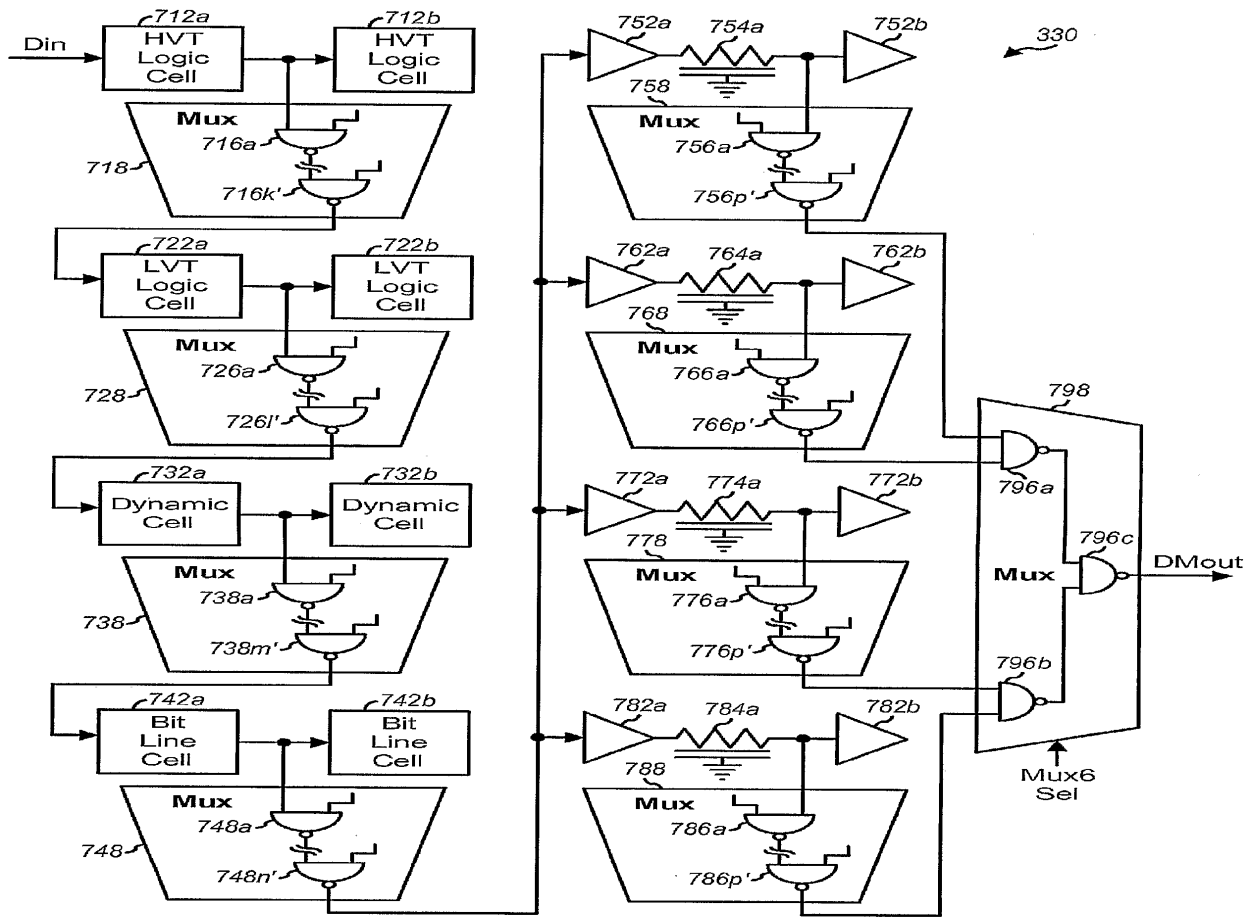 712a
712b
Din
HVT
Logic
Cell
HVT
Logic
Cell
Mux
716a
716k'
718
722a
722b
LVT
Logic
Cell
LVT
Logic
Cell
Mux
726a
726l'
728
732a
732b
Dynamic
Cell
Dynamic
Cell
Mux
738a
738m'
738
742a
742b
Bit
Line
Cell
Bit
Line
Cell
Mux
748a
748n'
748
752a
754a
752b
330
758
Mux
756a
756p'
762a
764a
762b
768
Mux
766a
766p'
772a
774a
772b
778
Mux
776a
776p'
782a
784a
782b
788
Mux
786a
786p'
798
796a
796c
Mux
DMout
796b
Mux6
Sel